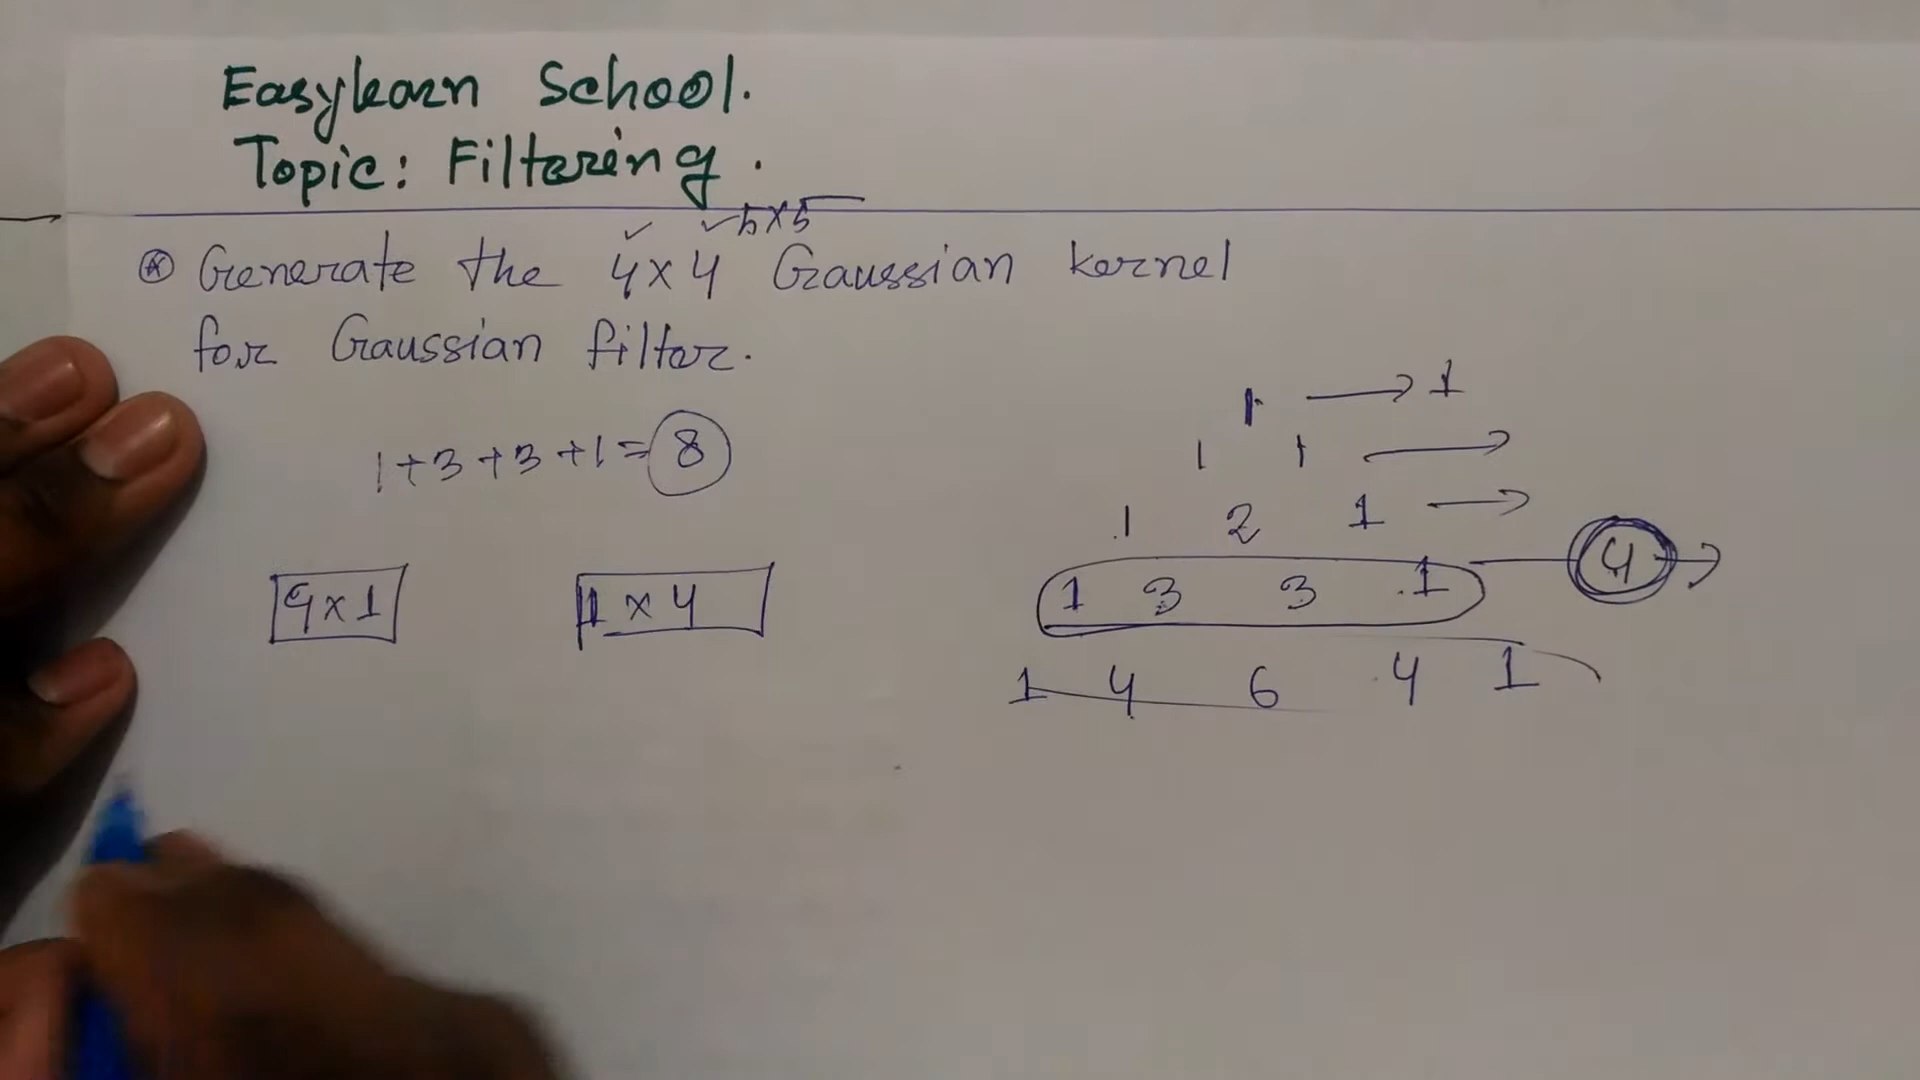 Easylearn School.
Topic: Filtering.
5x5
Generate the 4x4 Gaussian kernel
for Gaussian filter.
1+3+3+1=8
4x1
1x4
1 → 1
1 1 →
1 2 1 →
1 3 3 1 4 →
1 4 6 4 1